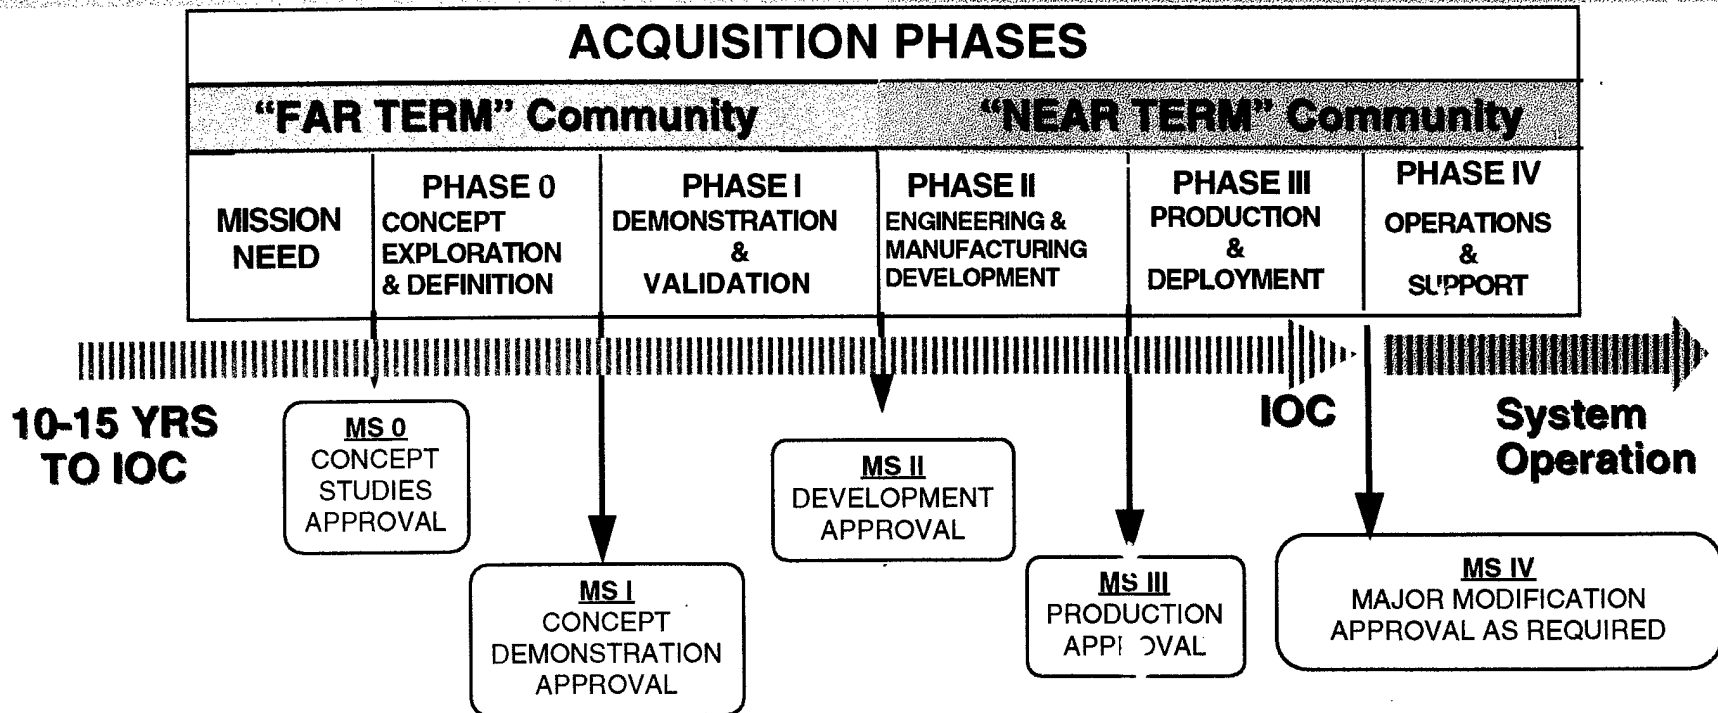 ACQUISITION PHASES
“FAR TERM” Community
“NEAR TERM” Community
MISSION
NEED
PHASE 0
CONCEPT
EXPLORATION
& DEFINITION
PHASE I
DEMONSTRATION
&
VALIDATION
PHASE II
ENGINEERING &
MANUFACTURING
DEVELOPMENT
PHASE III
PRODUCTION
&
DEPLOYMENT
PHASE IV
OPERATIONS
&
SUPPORT
10-15 YRS
TO IOC
IOC
System
Operation
MS 0
CONCEPT
STUDIES
APPROVAL
MS I
CONCEPT
DEMONSTRATION
APPROVAL
MS II
DEVELOPMENT
APPROVAL
MS III
PRODUCTION
APPROVAL
MS IV
MAJOR MODIFICATION
APPROVAL AS REQUIRED